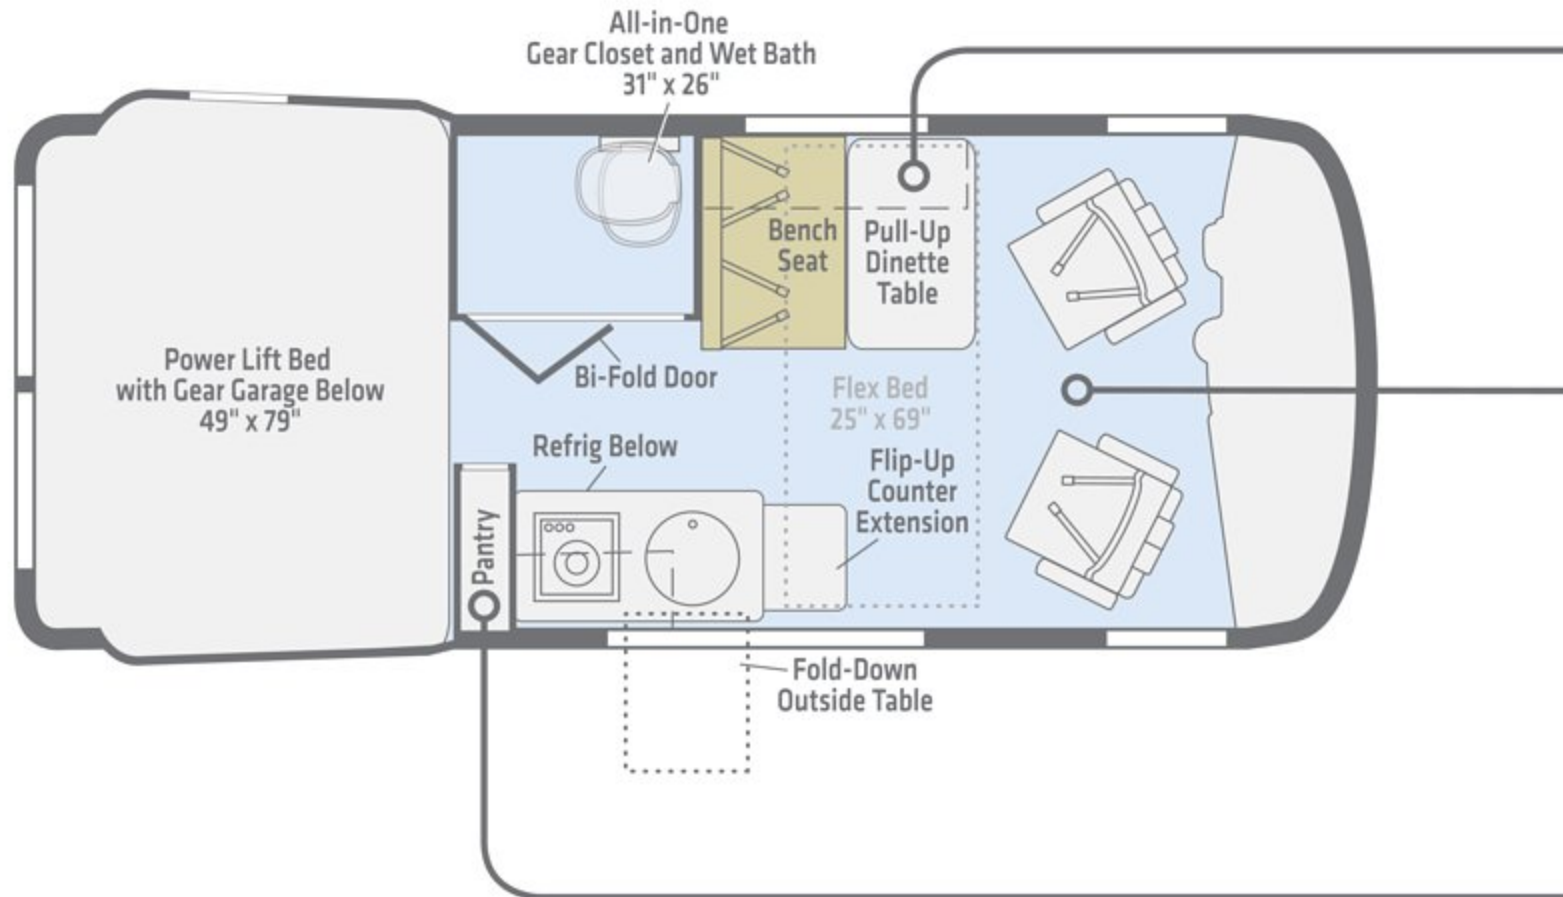 All-in-One
Gear Closet and Wet Bath
31" x 26"
Bench
Seat
Pull-Up
Dinette
Table
Power Lift Bed
with Gear Garage Below
49" x 79"
Bi-Fold Door
Flex Bed
25" x 69"
Refrig Below
Flip-Up
Counter
Extension
Pantry
Fold-Down
Outside Table